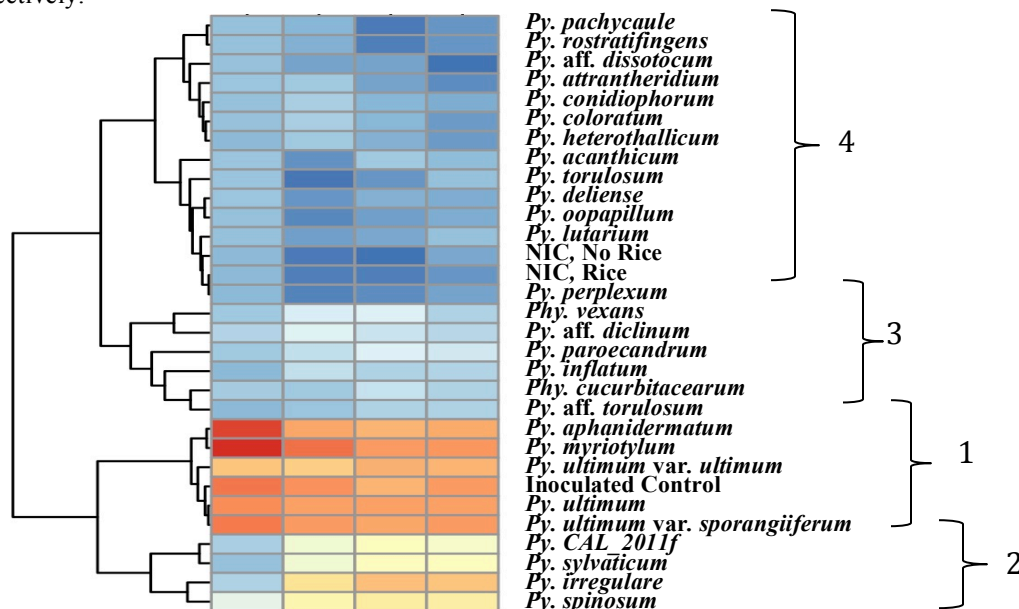 ectively.
Py. pachycaule
Py. rostratifingens
Py. aff. dissotocum
Py. attrantheridium
Py. conidiophorum
Py. coloratum
Py. heterothallicum
Py. acanthicum
Py. torulosum
Py. deliense
Py. oopapillum
Py. lutarium
NIC, No Rice
NIC, Rice
Py. perplexum
Phy. vexans
Py. aff. diclinum
Py. paroecandrum
Py. inflatum
Phy. cucurbitacearum
Py. aff. torulosum
Py. aphanidermatum
Py. myriotylum
Py. ultimum var. ultimum
Inoculated Control
Py. ultimum
Py. ultimum var. sporangiiferum
Py. CAL_2011f
Py. sylvaticum
Py. irregulare
Py. spinosum
4
3
1
2